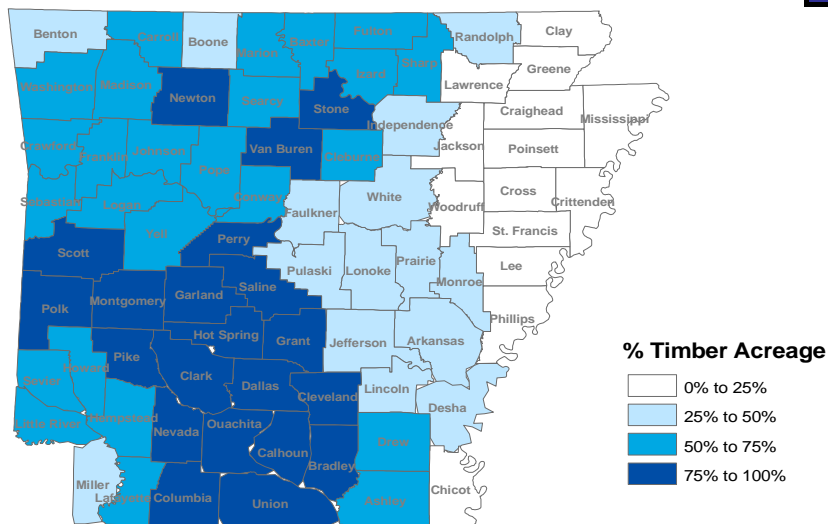 Benton
Carroll
Boone
Marion
Baxter
Fulton
Randolph
Clay
Washington
Madison
Newton
Searcy
Stone
Izard
Sharp
Lawrence
Greene
Craighead
Mississippi
Independence
Jackson
Poinsett
Crawford
Franklin
Johnson
Pope
Van Buren
Cleburne
Sebastian
Logan
Conway
Faulkner
White
Woodruff
Cross
Crittenden
St. Francis
Yell
Perry
Scott
Pulaski
Lonoke
Prairie
Monroe
Lee
Polk
Montgomery
Garland
Saline
Phillips
Hot Spring
Grant
Jefferson
Arkansas
Pike
Howard
Sevier
Clark
Dallas
Cleveland
Lincoln
Desha
Little River
Hempstead
Nevada
Ouachita
Calhoun
Bradley
Drew
Miller
Lafayette
Columbia
Union
Ashley
Chicot
% Timber Acreage
0% to 25%
25% to 50%
50% to 75%
75% to 100%